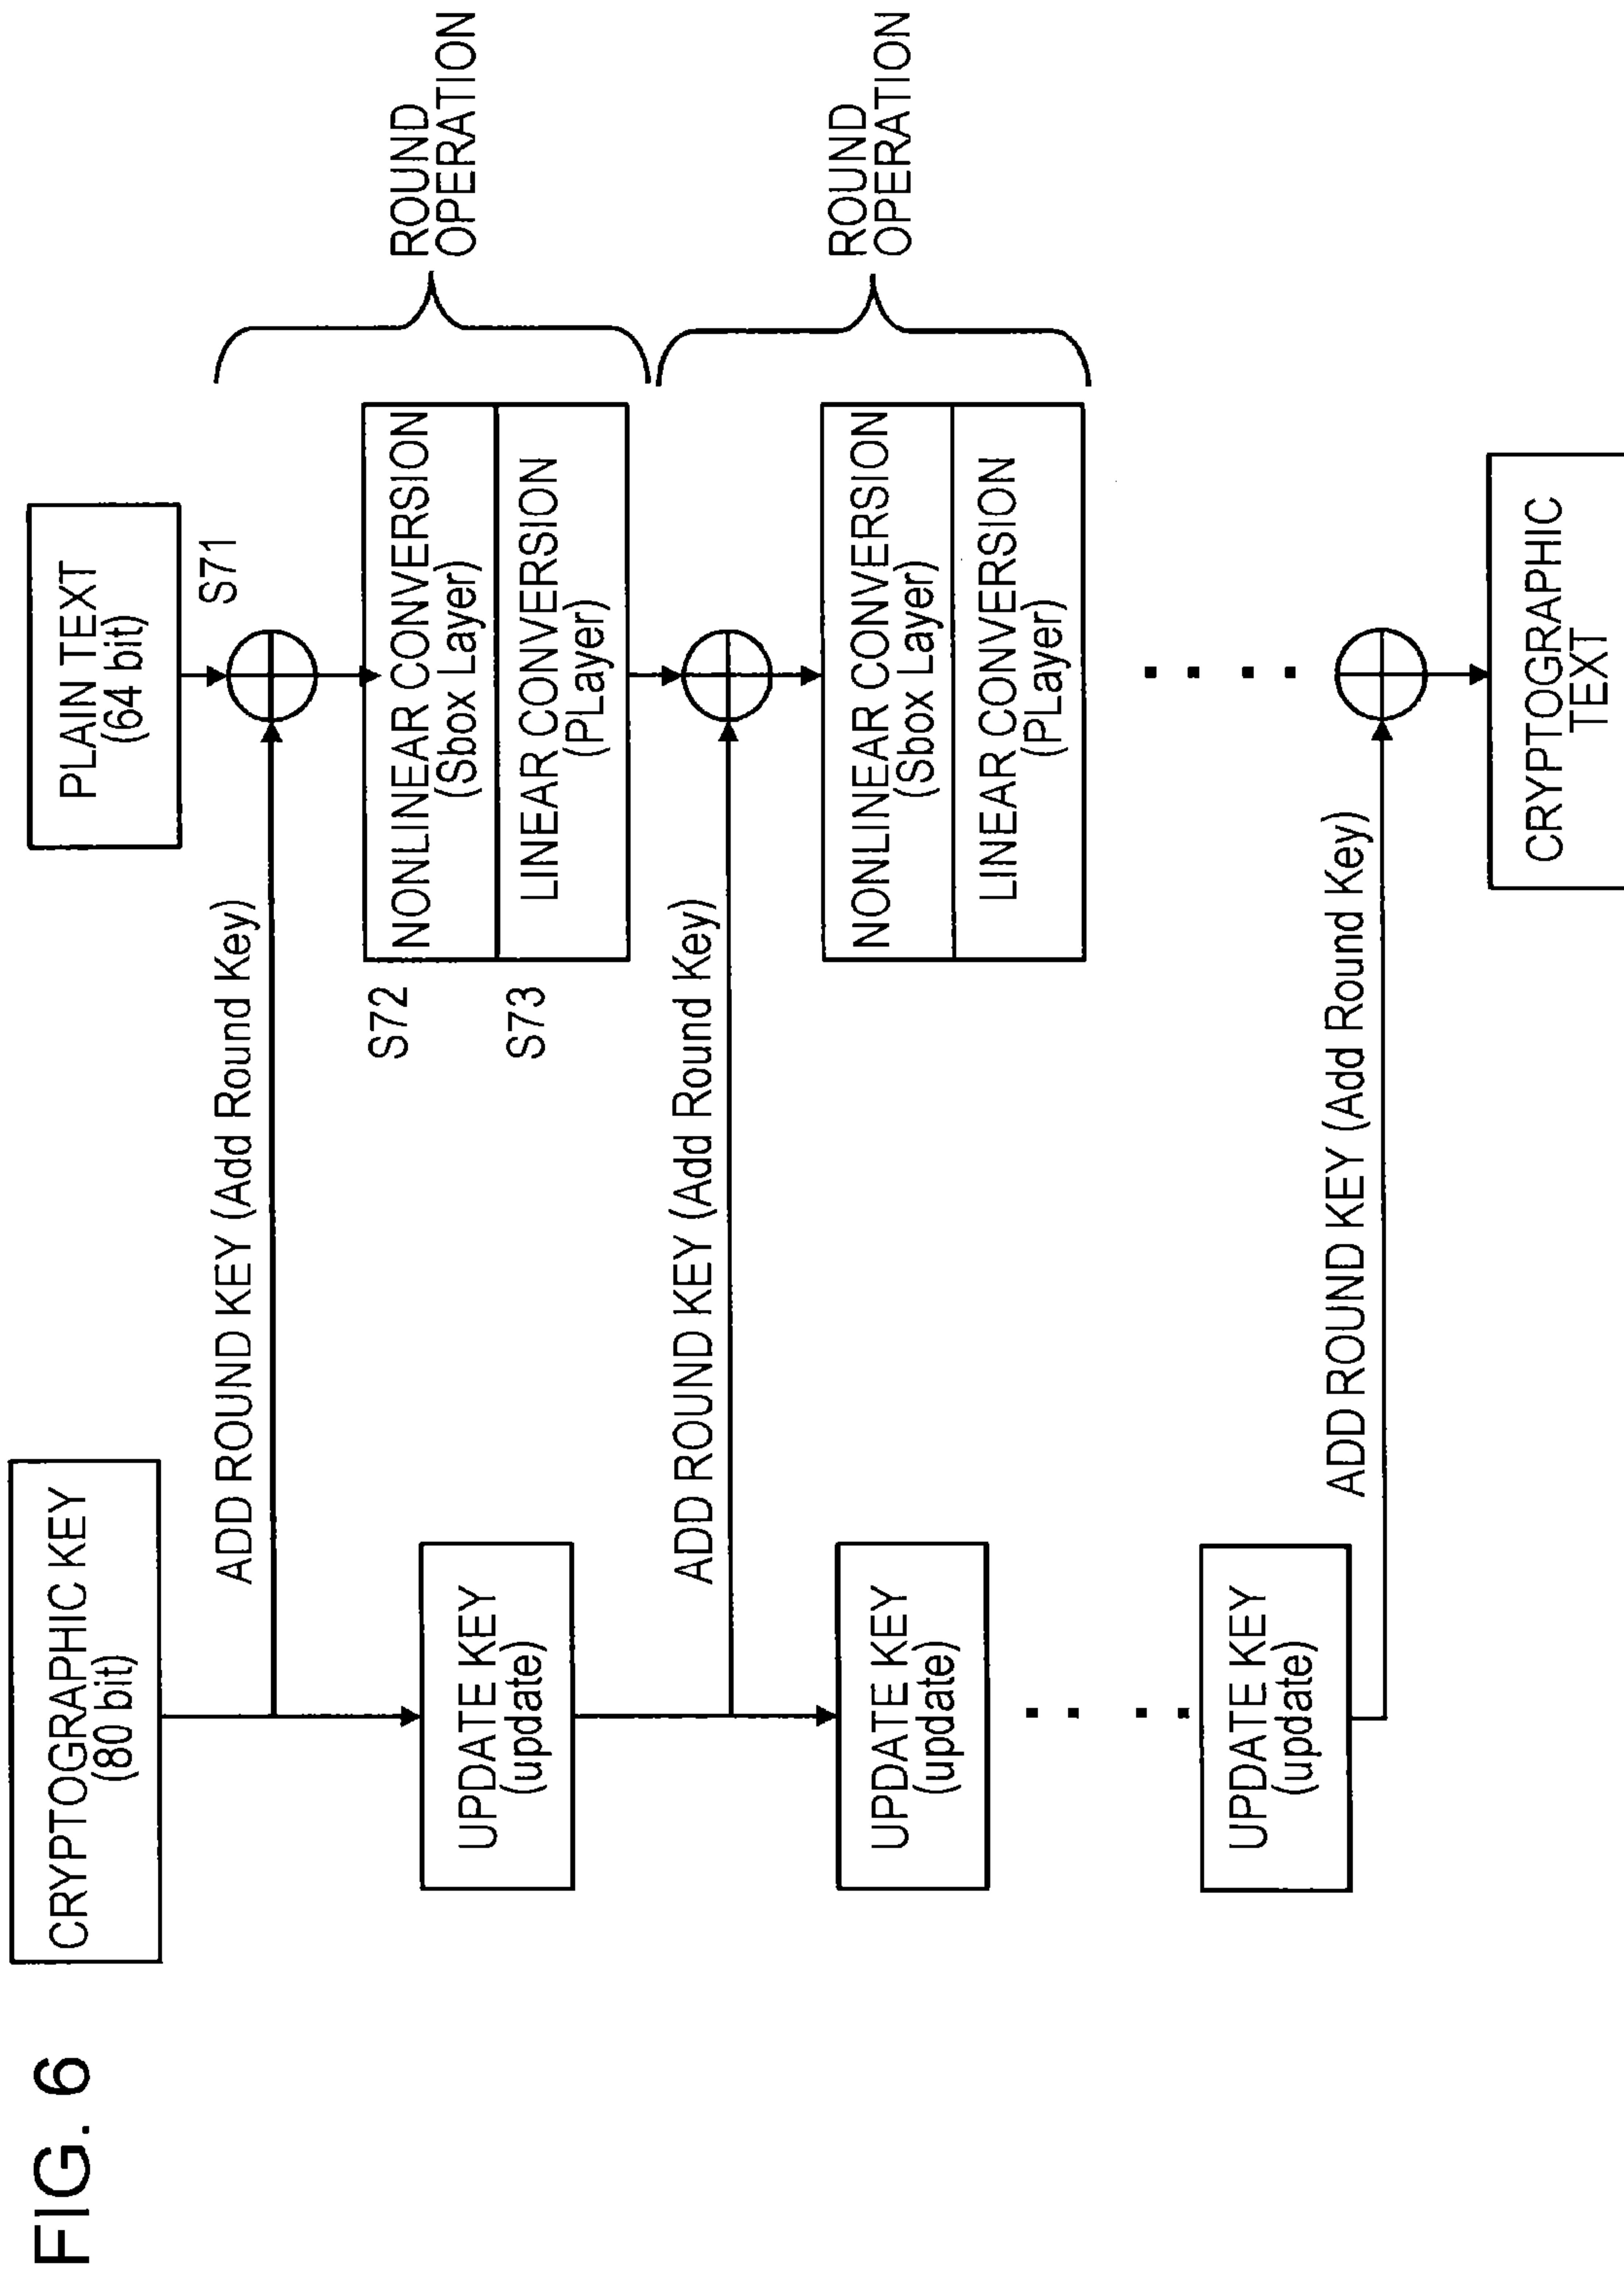 FIG. 6
CRYPTOGRAPHIC KEY
(80 bit)
PLAIN TEXT
(64 bit)
S71
ADD ROUND KEY (Add Round Key)
UPDATE KEY
(update)
S72
NONLINEAR CONVERSION
(Sbox Layer)
S73
LINEAR CONVERSION
(PLayer)
ROUND
OPERATION
ADD ROUND KEY (Add Round Key)
UPDATE KEY
(update)
NONLINEAR CONVERSION
(Sbox Layer)
LINEAR CONVERSION
(PLayer)
ROUND
OPERATION
UPDATE KEY
(update)
ADD ROUND KEY (Add Round Key)
CRYPTOGRAPHIC
TEXT